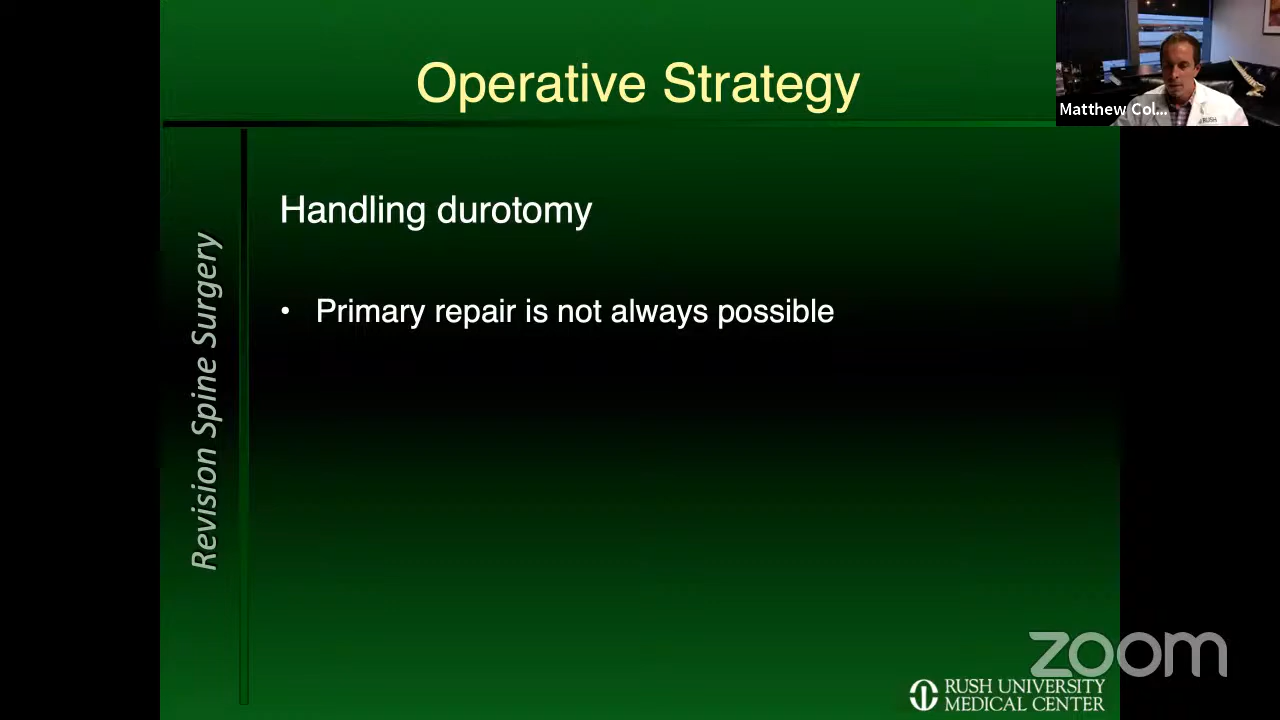 Operative Strategy
Matthew Col...
RUSH
Handling durotomy
• Primary repair is not always possible
Revision Spine Surgery
zoom
RUSH UNIVERSITY
MEDICAL CENTER